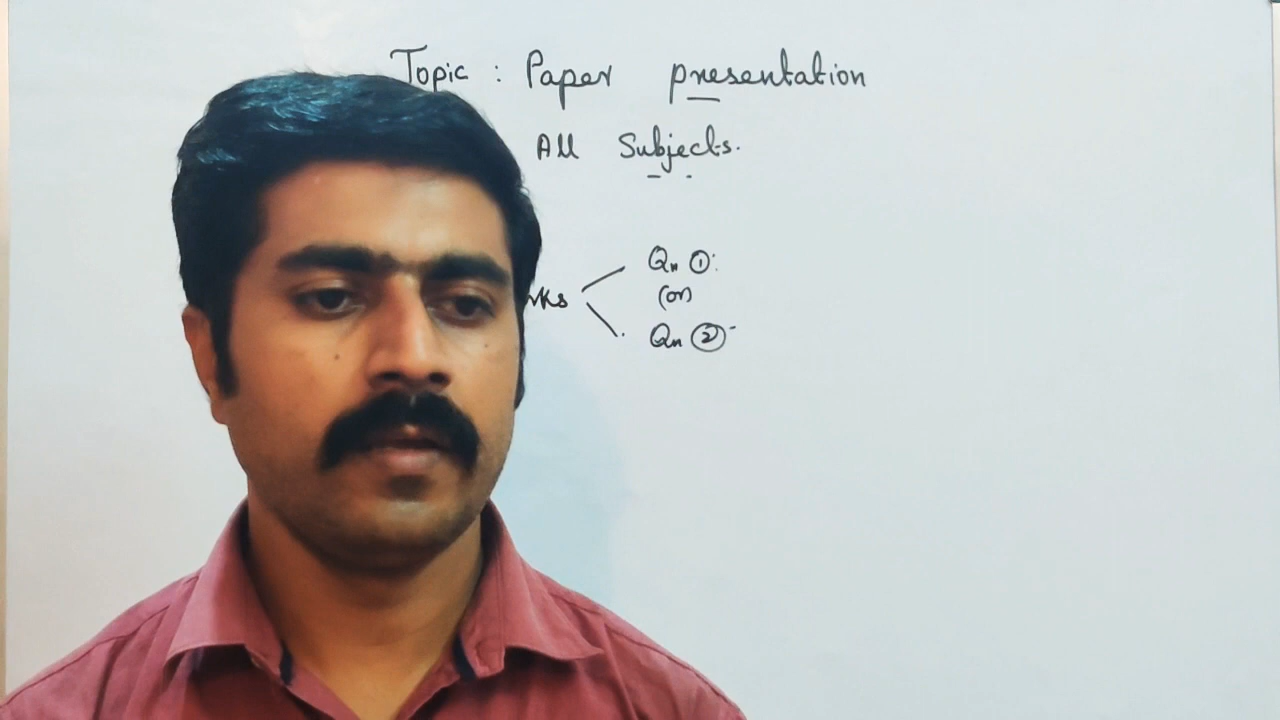 Topic : Paper presentation
All Subjects.
Qn ①:
(or)
Qn ②